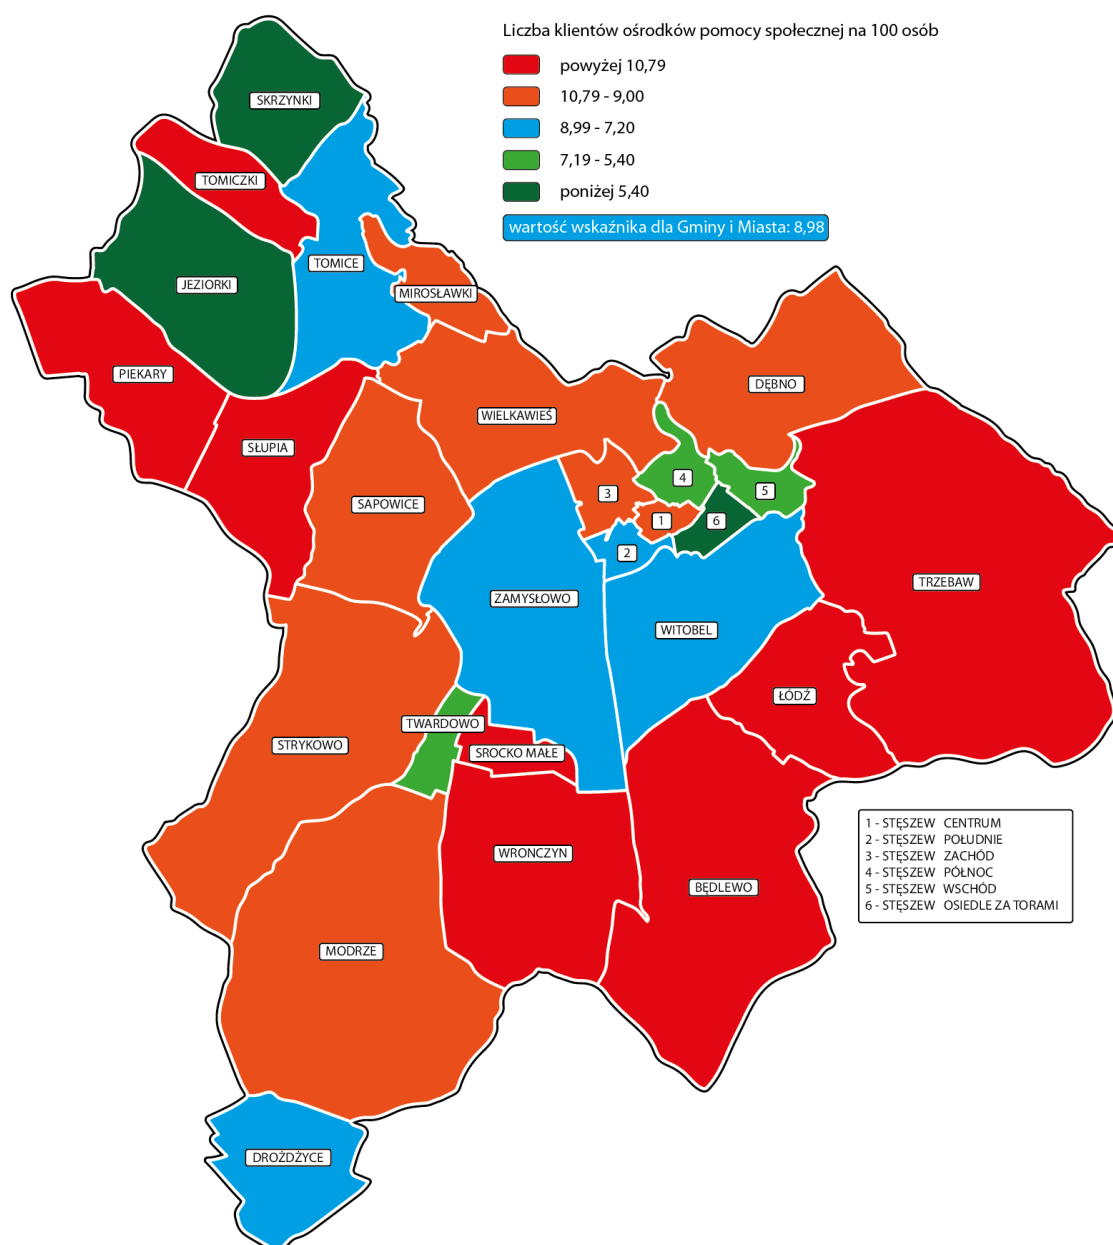 Liczba klientów ośrodków pomocy społecznej na 100 osób
powyżej 10,79
10,79 - 9,00
8,99 - 7,20
7,19 - 5,40
poniżej 5,40
wartość wskaźnika dla Gminy i Miasta: 8,98
SKRZYNKI
TOMICZKI
TOMICE
JEZIORKI
MIROSŁAWKI
PIEKARY
DĘBNO
WIELKAWIEŚ
SŁUPIA
SAPOWICE
4
5
3
1
6
2
TRZEBAW
ZAMYSŁOWO
WITOBEL
ŁÓDŹ
TWARDOWO
STRYKOWO
SROCKO MAŁE
WRONCZYN
BĘDLEWO
MODRZE
DROŻDŻYCE
1 - STĘSZEW CENTRUM
2 - STĘSZEW POŁUDNIE
3 - STĘSZEW ZACHÓD
4 - STĘSZEW PÓŁNOC
5 - STĘSZEW WSCHÓD
6 - STĘSZEW OSIEDLE ZA TORAMI